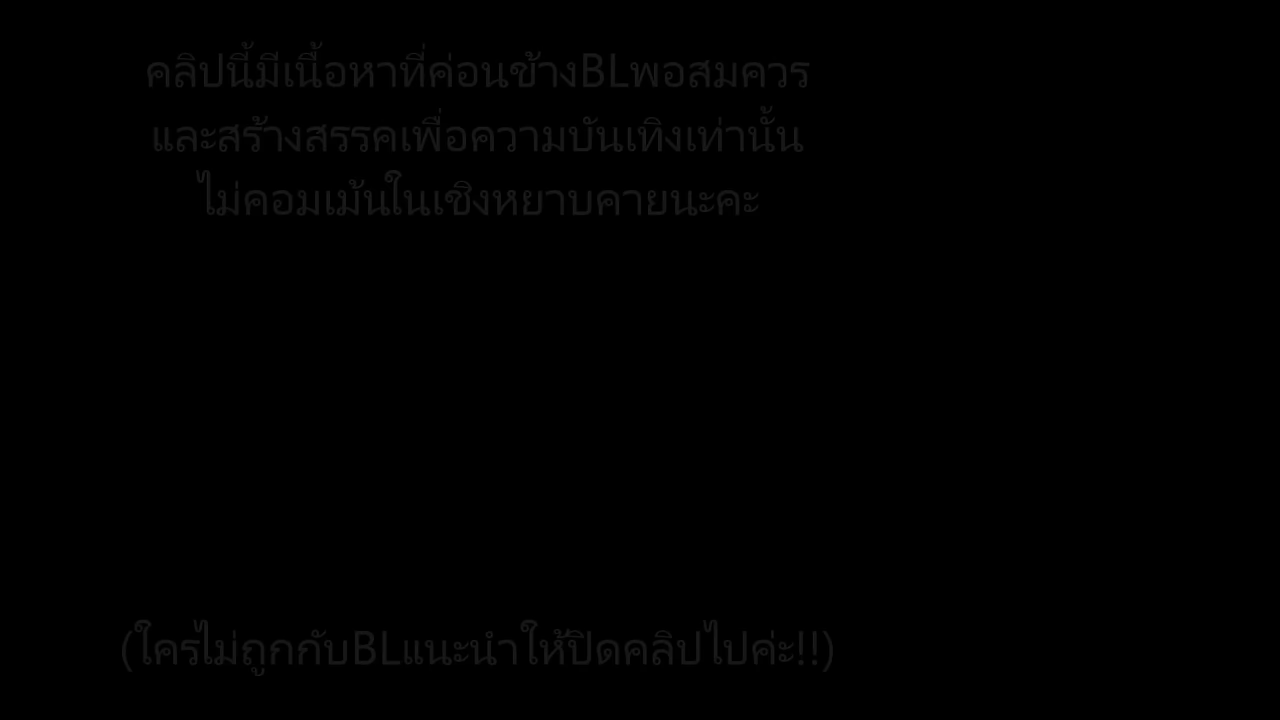 คลิปนี้มีเนื้อหาที่ค่อนข้างBLพอสมควร
และสร้างสรรคเพื่อความบันเทิงเท่านั้น
ไม่คอมเม้นในเชิงหยาบคายนะคะ
(ใครไม่ถูกกับBLแนะนำให้ปิดคลิปไปค่ะ!!)